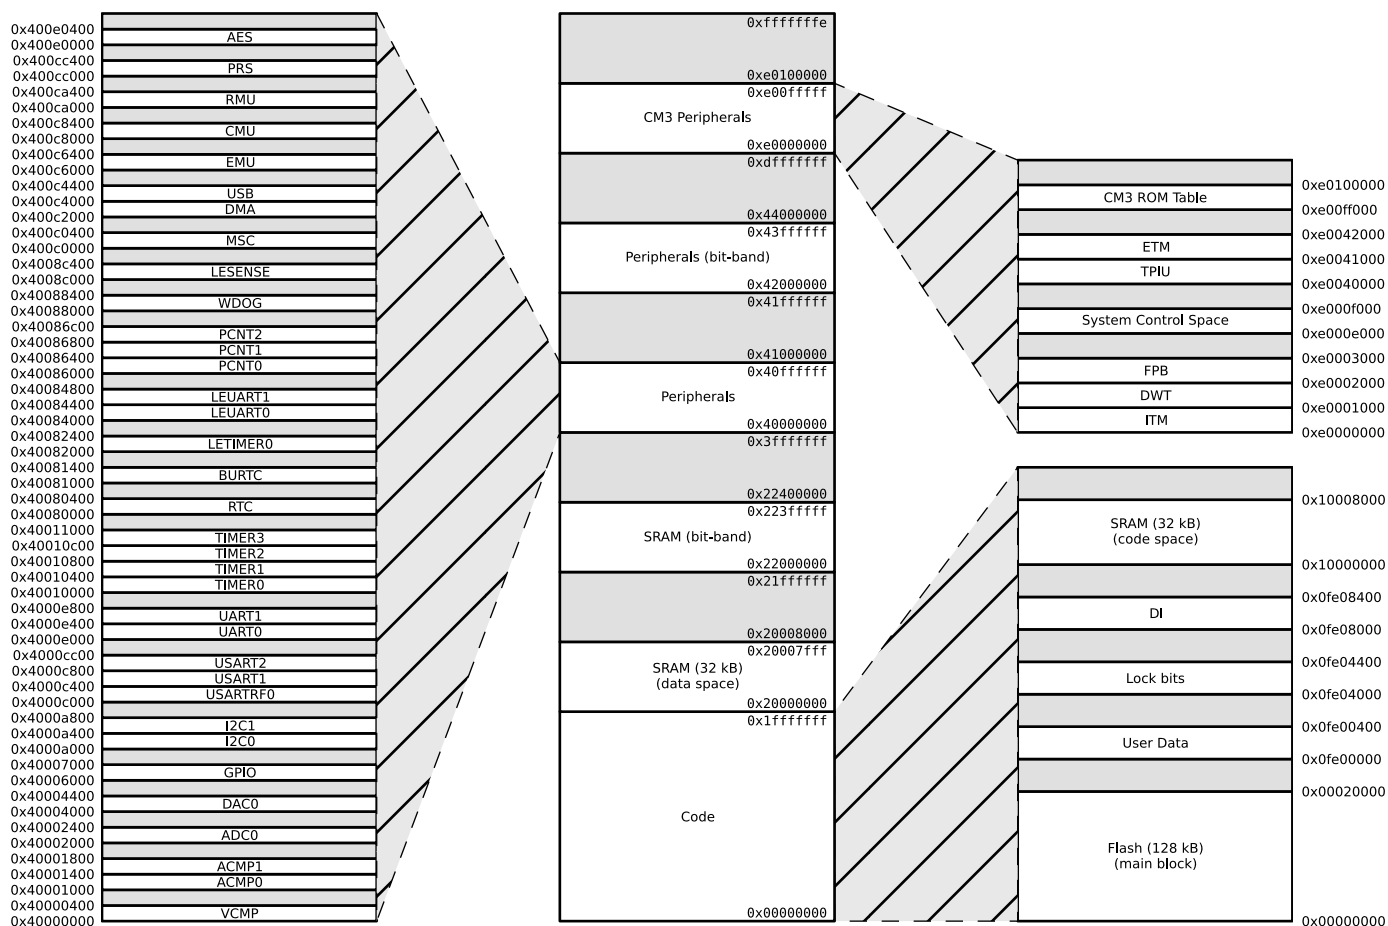 0x400e0400
AES
0x400e0000
0x400cc400
PRS
0x400cc000
0x400ca400
RMU
0x400ca000
0x400c8400
CMU
0x400c8000
0x400c6400
EMU
0x400c6000
0x400c4400
USB
0x400c4000
DMA
0x400c2000
0x400c0400
MSC
0x400c0000
0x4008c400
LESENSE
0x4008c000
0x40088400
WDOG
0x40088000
0x40086c00
PCNT2
0x40086800
PCNT1
0x40086400
PCNT0
0x40086000
0x40084800
LEUART1
0x40084400
LEUART0
0x40084000
0x40082400
LETIMER0
0x40082000
0x40081400
BURTC
0x40081000
0x40080400
RTC
0x40080000
0x40011000
TIMER3
0x40010c00
TIMER2
0x40010800
TIMER1
0x40010400
TIMER0
0x40010000
0x4000e800
UART1
0x4000e400
UART0
0x4000e000
0x4000cc00
USART2
0x4000c800
USART1
0x4000c400
USARTRF0
0x4000c000
0x4000a800
I2C1
0x4000a400
I2C0
0x4000a000
0x40007000
GPIO
0x40006000
0x40004400
DAC0
0x40004000
0x40002400
ADC0
0x40002000
0x40001800
ACMP1
0x40001400
ACMP0
0x40001000
0x40000400
VCMP
0x40000000
0xfffffffe
0xe0100000
0xe00fffff
CM3 Peripherals
0xe0000000
0xdfffffff
0x44000000
0x43ffffff
Peripherals (bit-band)
0x42000000
0x41ffffff
0x41000000
0x40ffffff
Peripherals
0x40000000
0x3fffffff
0x22400000
0x223fffff
SRAM (bit-band)
0x22000000
0x21ffffff
0x20008000
0x20007fff
SRAM (32 kB)
(data space)
0x20000000
0x1fffffff
Code
0x00000000
0xe0100000
CM3 ROM Table
0xe00ff000
0xe0042000
ETM
0xe0041000
TPIU
0xe0040000
0xe000f000
System Control Space
0xe000e000
0xe0003000
FPB
0xe0002000
DWT
0xe0001000
ITM
0xe0000000
0x10008000
SRAM (32 kB)
(code space)
0x10000000
0x0fe08400
DI
0x0fe08000
0x0fe04400
Lock bits
0x0fe04000
0x0fe00400
User Data
0x0fe00000
0x00020000
Flash (128 kB)
(main block)
0x00000000